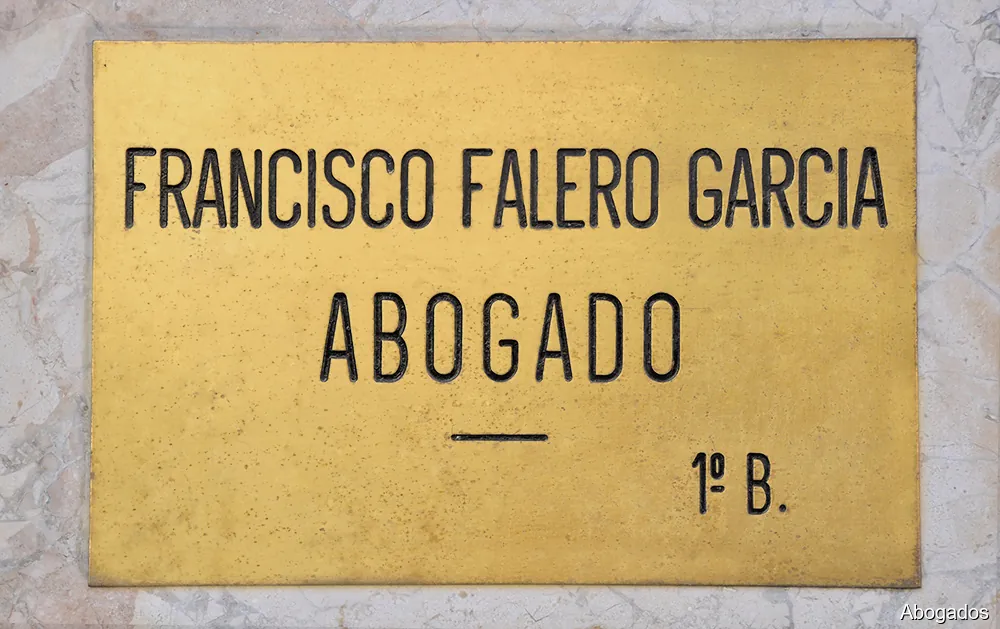 FRANCISCO FALERO GARCIA
ABOGADO
1º B.
Abogados